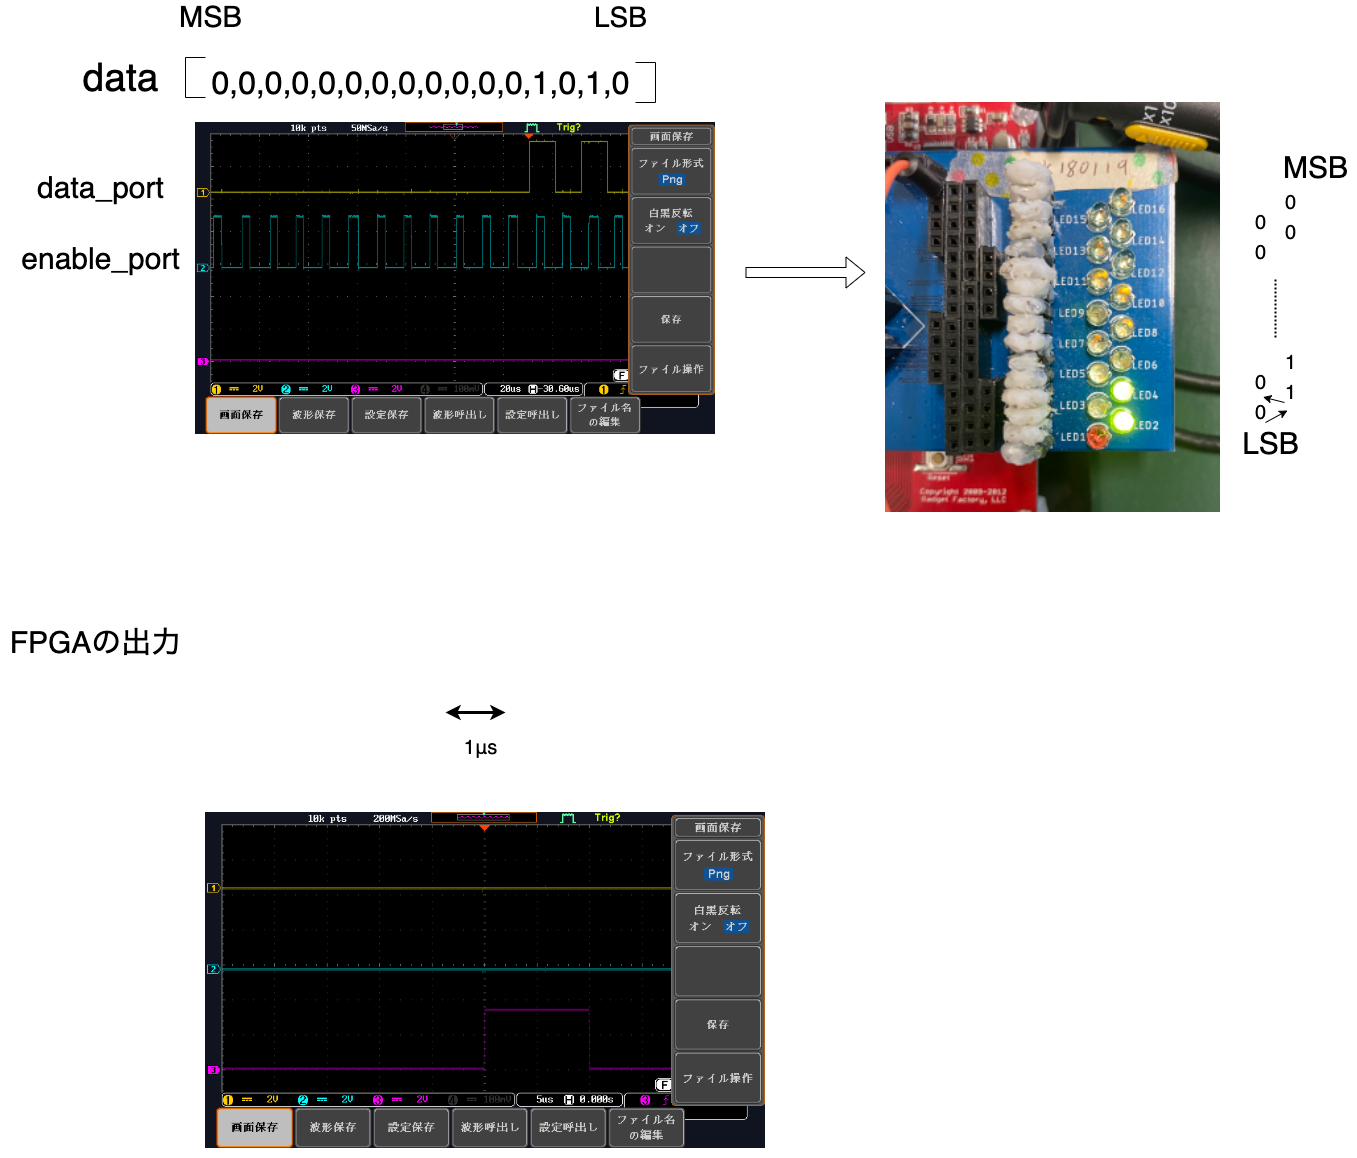 MSB LSB
data [0,0,0,0,0,0,0,0,0,0,0,0,1,0,1,0]
10k pts 50MSa/s Trig?
画面保存
ファイル形式
Png
data_port
1
白黒反転
オン オフ
enable_port
2
保存
3
ファイル操作
F
1 2V 2 2V 3 2V 4 100mV 20us H -30.60us 1
画面保存 波形保存 設定保存 波形呼出し 設定呼出し ファイル名
の編集
180119
LED16
LED15
LED14
LED13
LED12
LED11
LED10
LED9
LED8
LED7
LED6
LED5
LED4
LED3
LED2
LED1
Reset
Copyright 2009-2012
Gadget Factory, LLC
X1
X10
MSB
0
0
0
0
1
0
1
0
LSB
FPGAの出力
1μs
10k pts 200MSa/s Trig?
画面保存
ファイル形式
Png
1
白黒反転
オン オフ
2
保存
3
ファイル操作
F
1 2V 2 2V 3 2V 4 100mV 5us H 0.000s 3
画面保存 波形保存 設定保存 波形呼出し 設定呼出し ファイル名
の編集